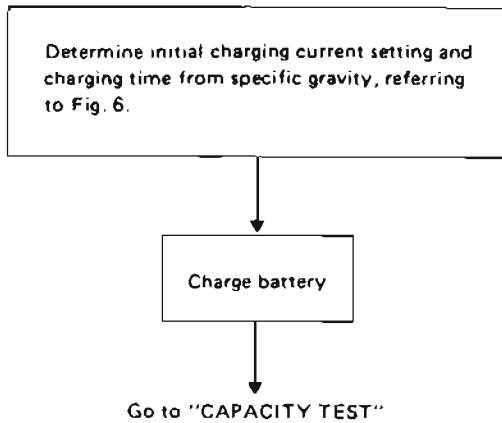 Determine initial charging current setting and
charging time from specific gravity, referring
to Fig. 6.
Charge battery
Go to "CAPACITY TEST"